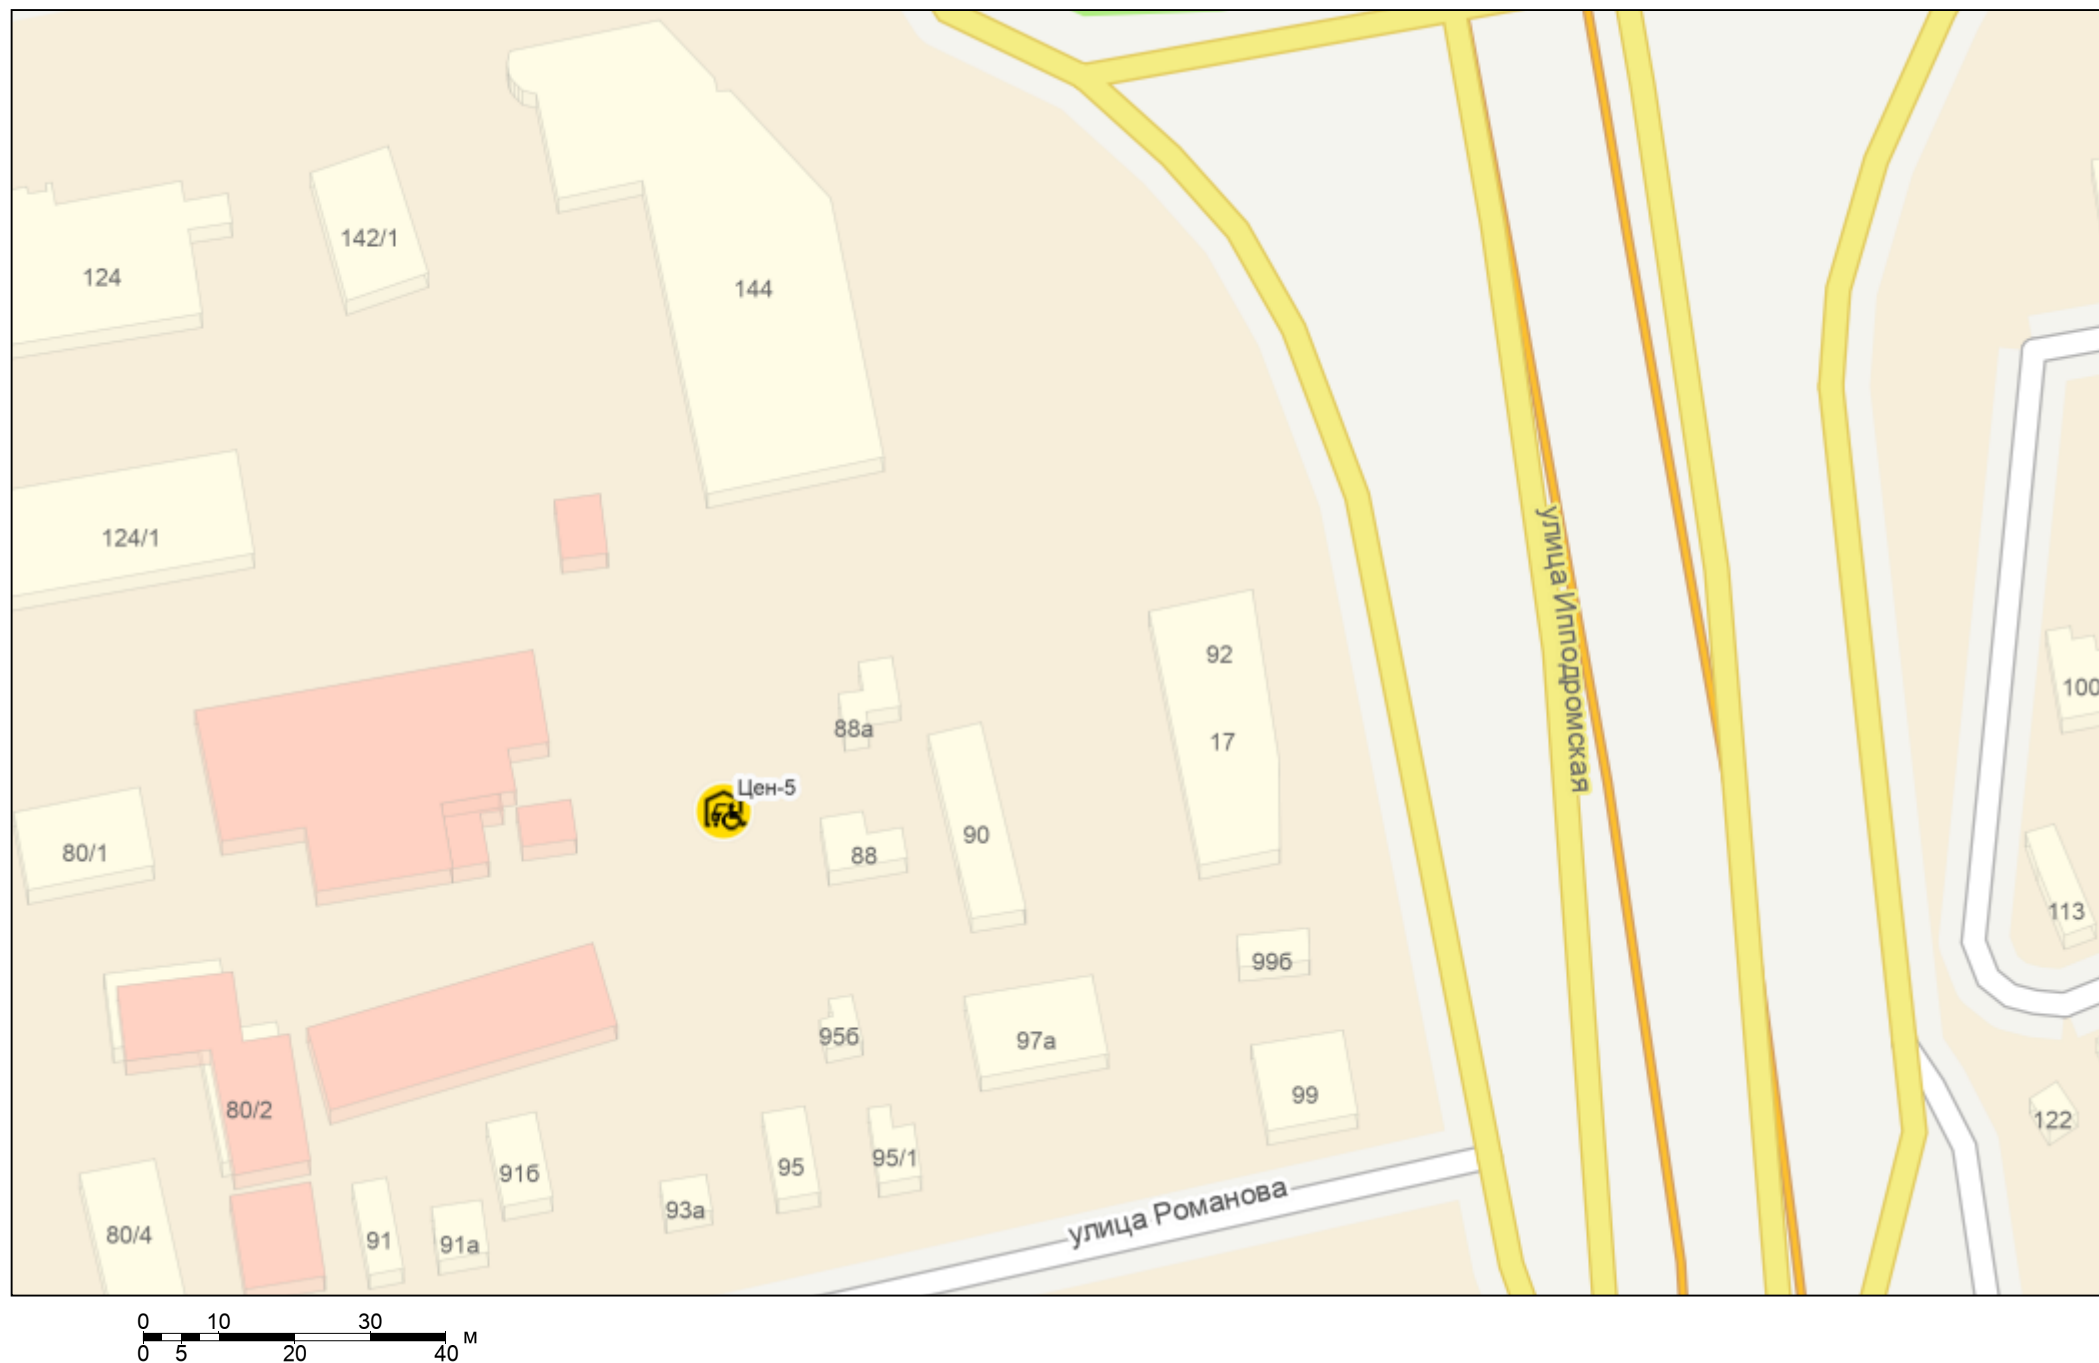 142/1
124
144
124/1
92
100
88а
17
Цен-5
90
80/1
88
113
улица Ипподромская
99б
95б
97а
80/2
99
122
91б
95
95/1
93а
улица Романова
80/4
91
91а
0 10 30
м
0 5 20 40